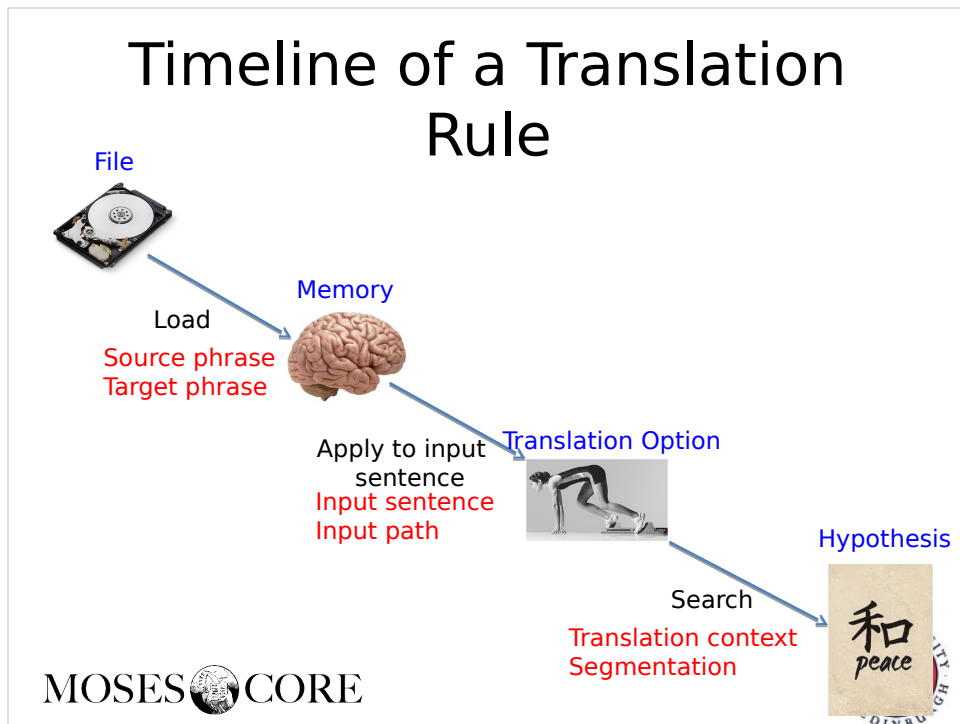 Timeline of a Translation
Rule
File
Memory
Load
Source phrase
Target phrase
Translation Option
Apply to input
sentence
Input sentence
Input path
Hypothesis
Search
Translation context
Segmentation
和
peace
MOSES CORE